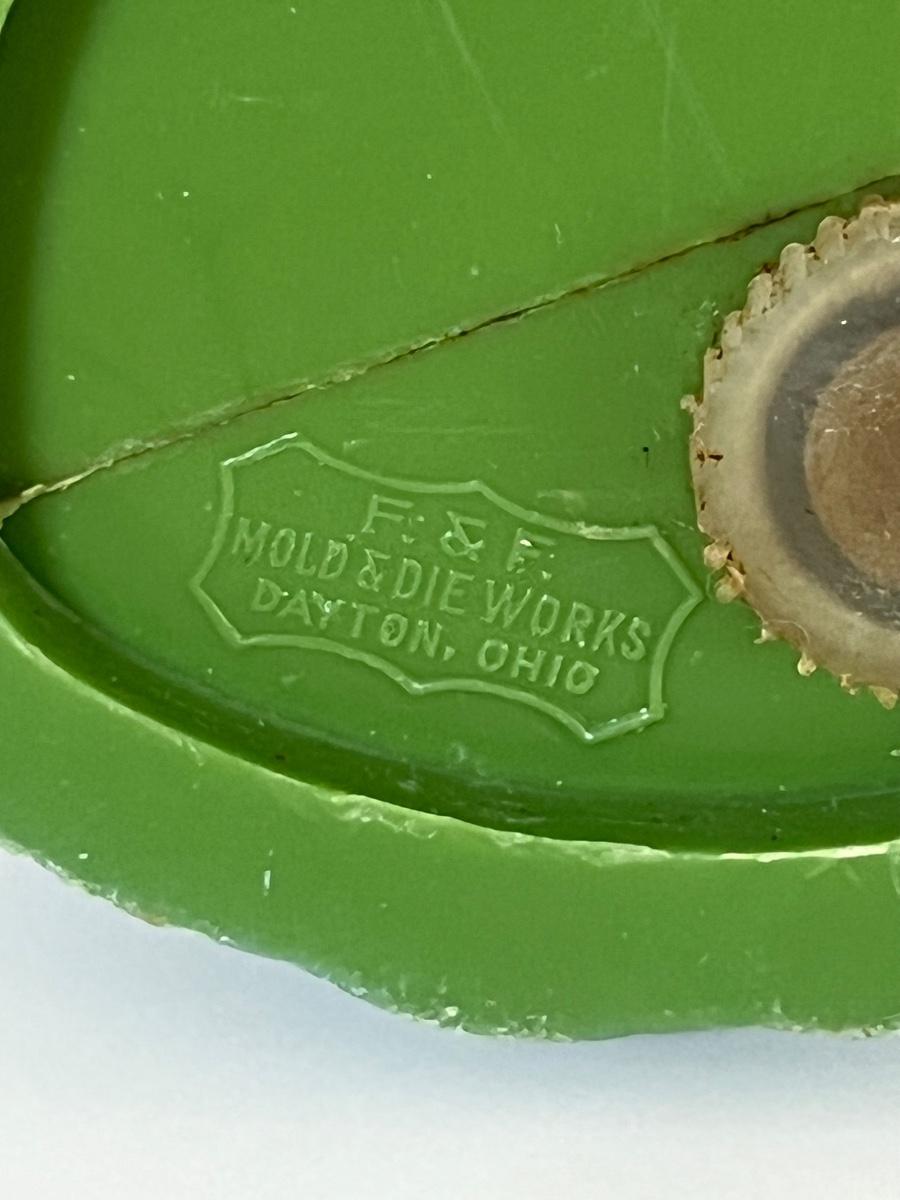 F. & F.
MOLD & DIE WORKS
DAYTON, OHIO